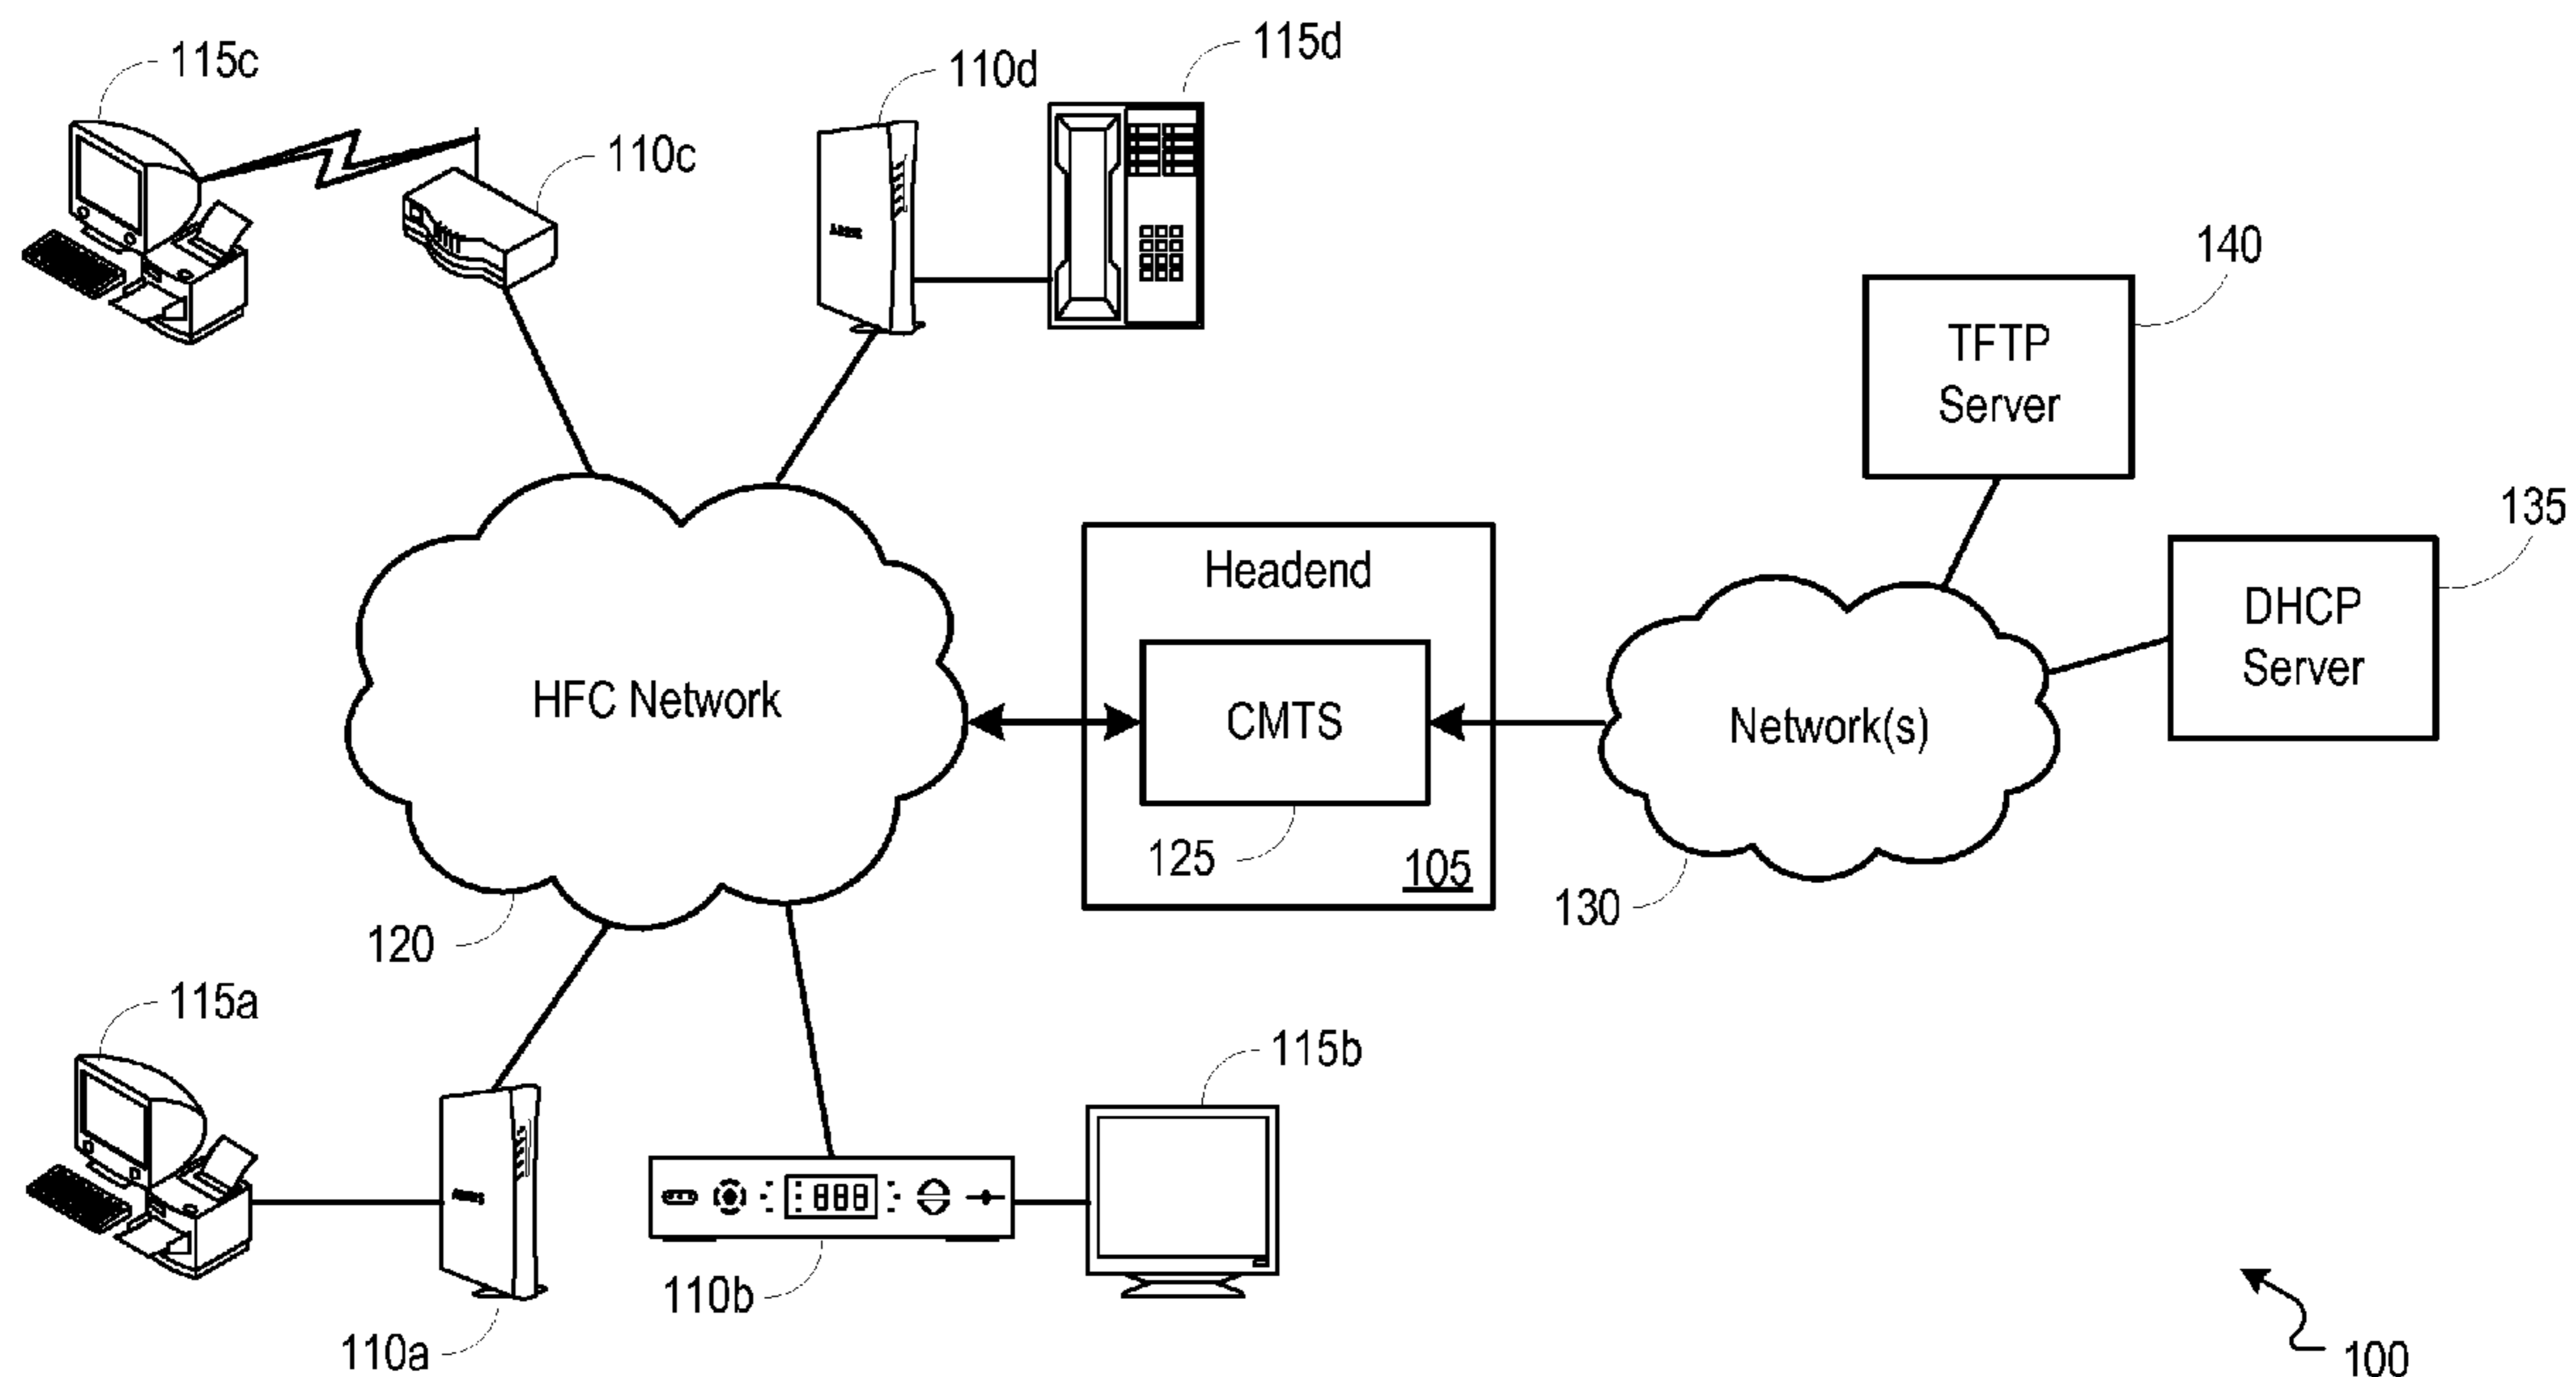 115c
110d
115d
110c
140
TFTP
Server
135
Headend
DHCP
Server
HFC Network
CMTS
Network(s)
125
105
130
120
115a
115b
888
110b
110a
100